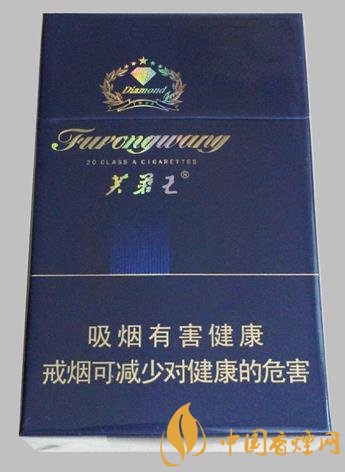 Diamond
Furongwang
20 CLASS A CIGARETTES
芙蓉王®
吸烟有害健康
戒烟可减少对健康的危害
中国香烟网